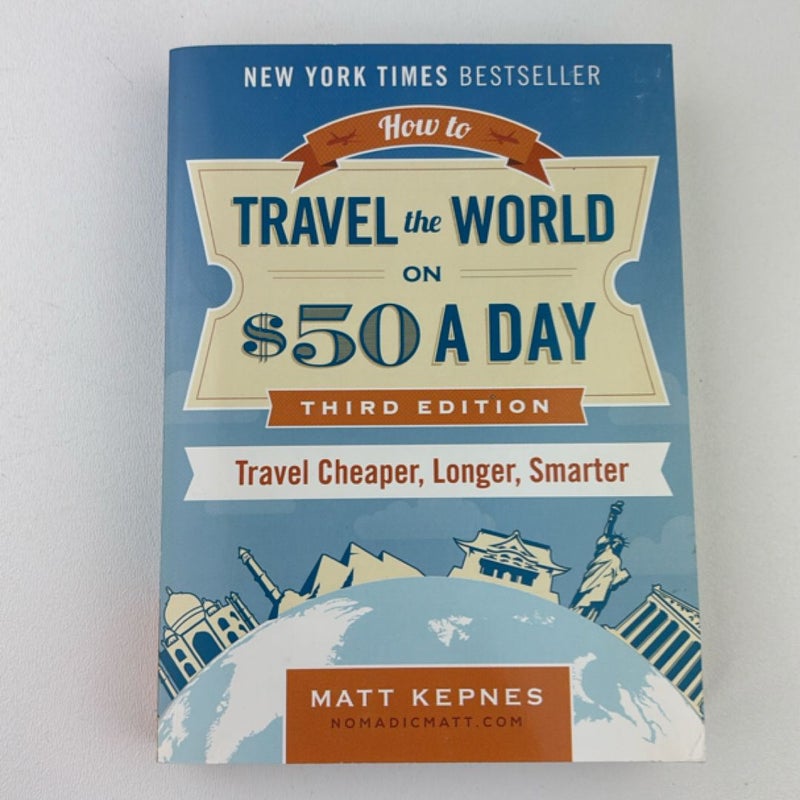 NEW YORK TIMES BESTSELLER
How to
TRAVEL the WORLD
ON
$50 A DAY
THIRD EDITION
Travel Cheaper, Longer, Smarter
MATT KEPNES
NOMADICMATT.COM